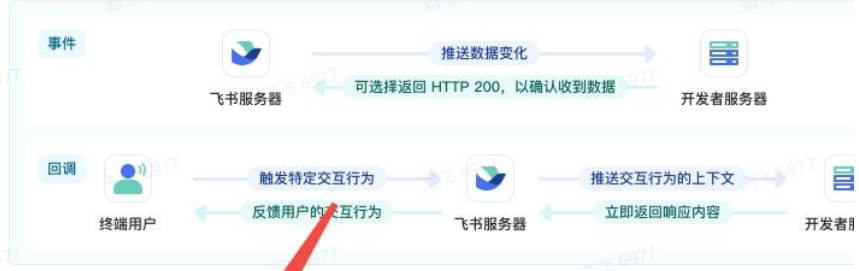 事件
推送数据变化
可选择返回 HTTP 200，以确认收到数据
飞书服务器
开发者服务器
回调
触发特定交互行为
推送交互行为的上下文
反馈用户的交互行为
立即返回响应内容
终端用户
飞书服务器
开发者